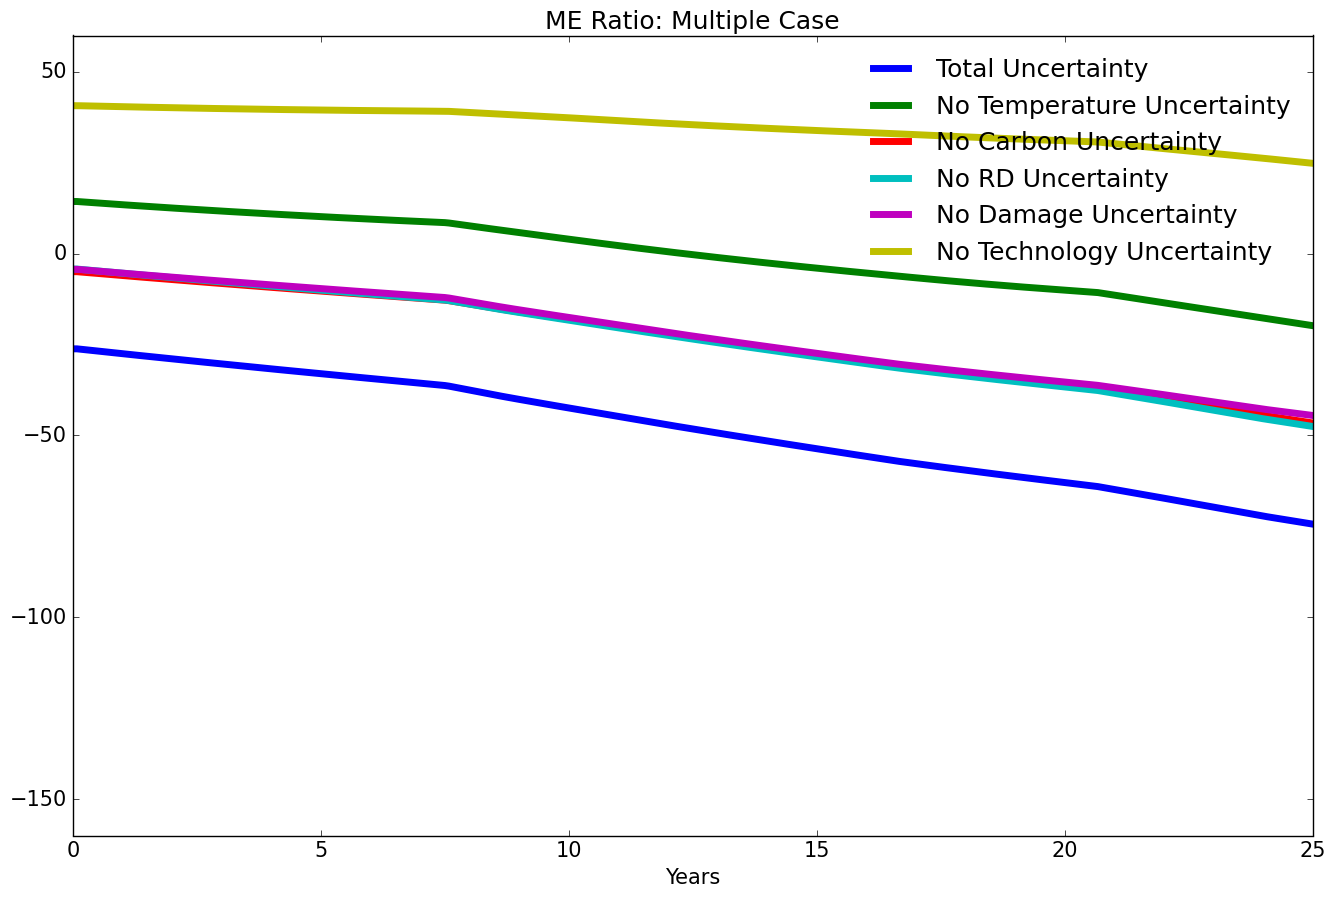 ME Ratio: Multiple Case
50
0
−50
−100
−150
Total Uncertainty
No Temperature Uncertainty
No Carbon Uncertainty
No RD Uncertainty
No Damage Uncertainty
No Technology Uncertainty
0 5 10 15 20 25
Years